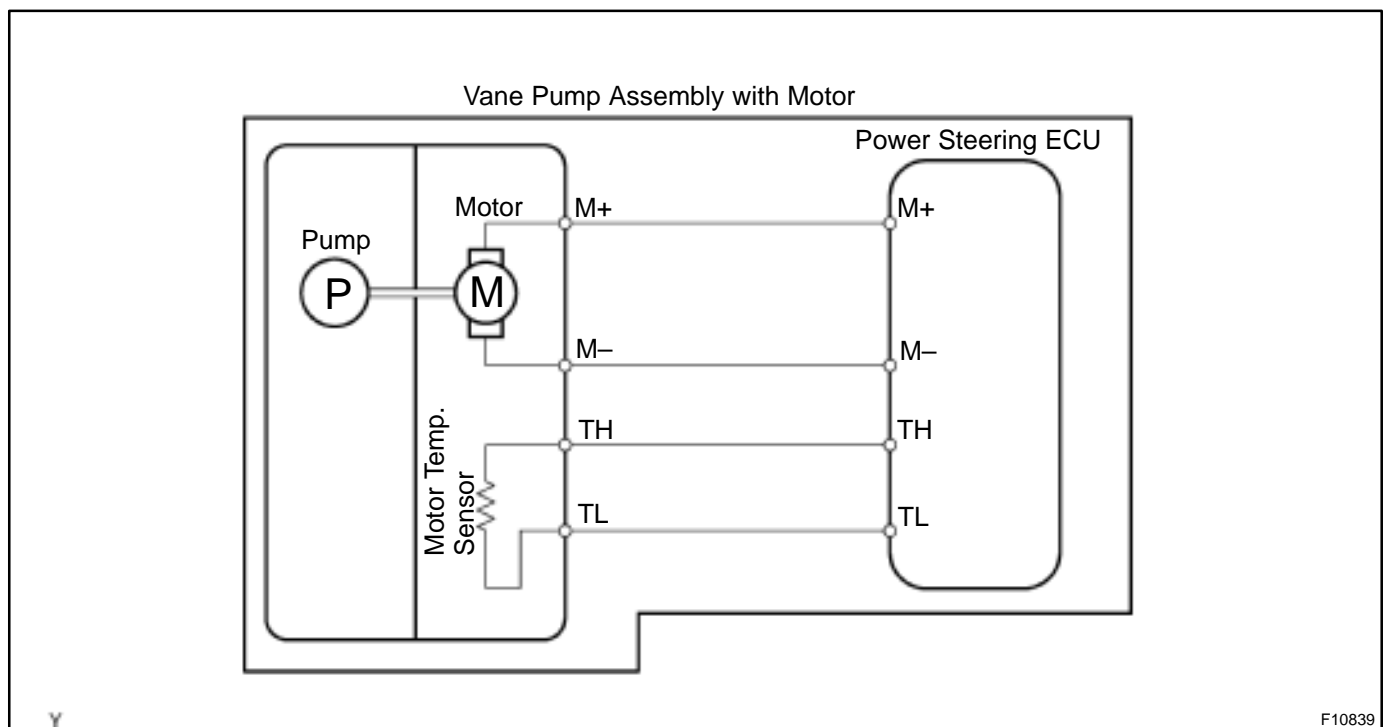 Vane Pump Assembly with Motor
Power Steering ECU
Motor
M+
M+
Pump
P
M
M–
M–
Motor Temp.
Sensor
TH
TH
TL
TL
Y
F10839